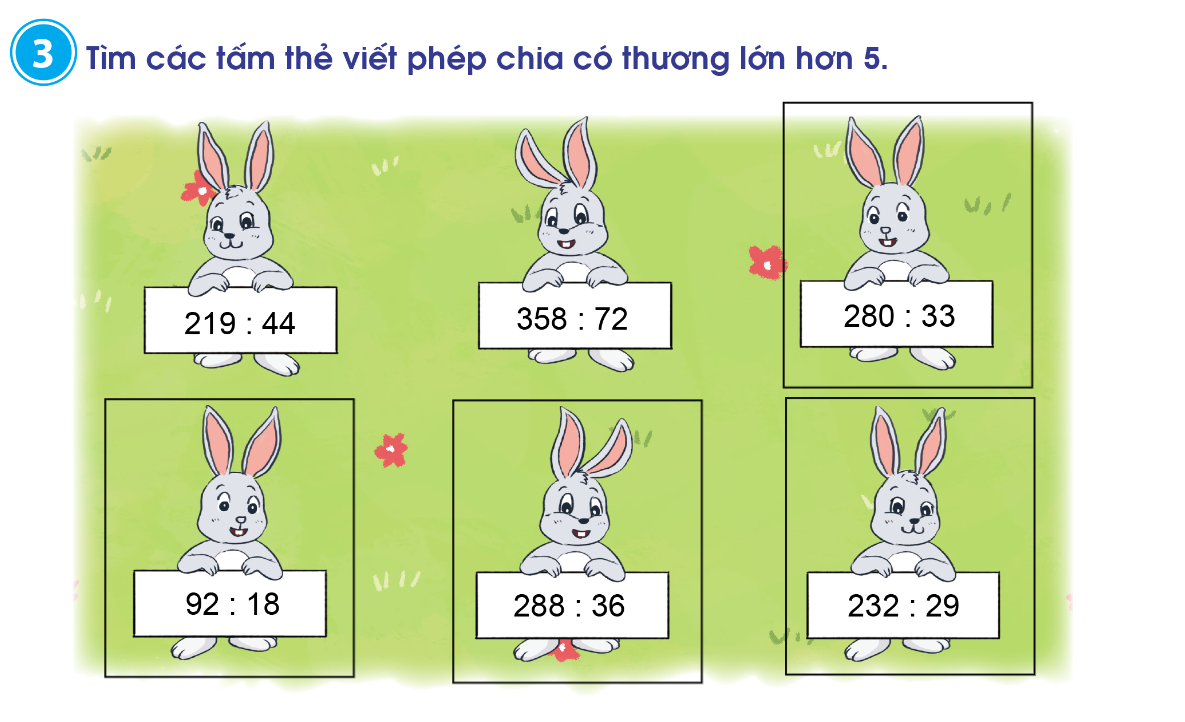 3 Tìm các tấm thẻ viết phép chia có thương lớn hơn 5.
219 : 44
358 : 72
280 : 33
92 : 18
288 : 36
232 : 29